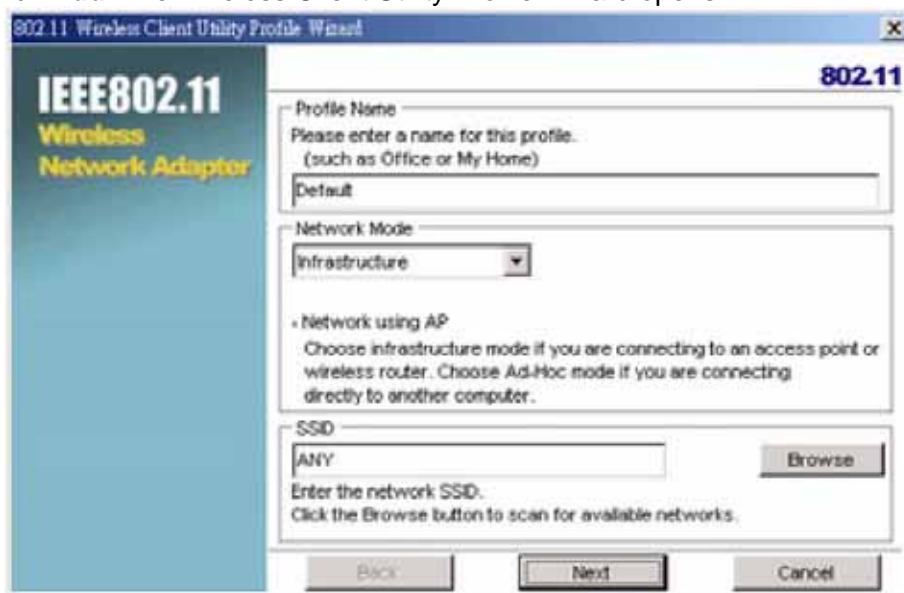 802.11 Wireless Client Utility Profile Wizard
IEEE802.11
Wireless
Network Adapter
802.11
Profile Name
Please enter a name for this profile.
(such as Office or My Home)
Default
Network Mode
Infrastructure
Network using AP
Choose infrastructure mode if you are connecting to an access point or
wireless router. Choose Ad-Hoc mode if you are connecting
directly to another computer.
SSID
ANY
Browse
Enter the network SSID.
Click the Browse button to scan for available networks.
Back
Next
Cancel